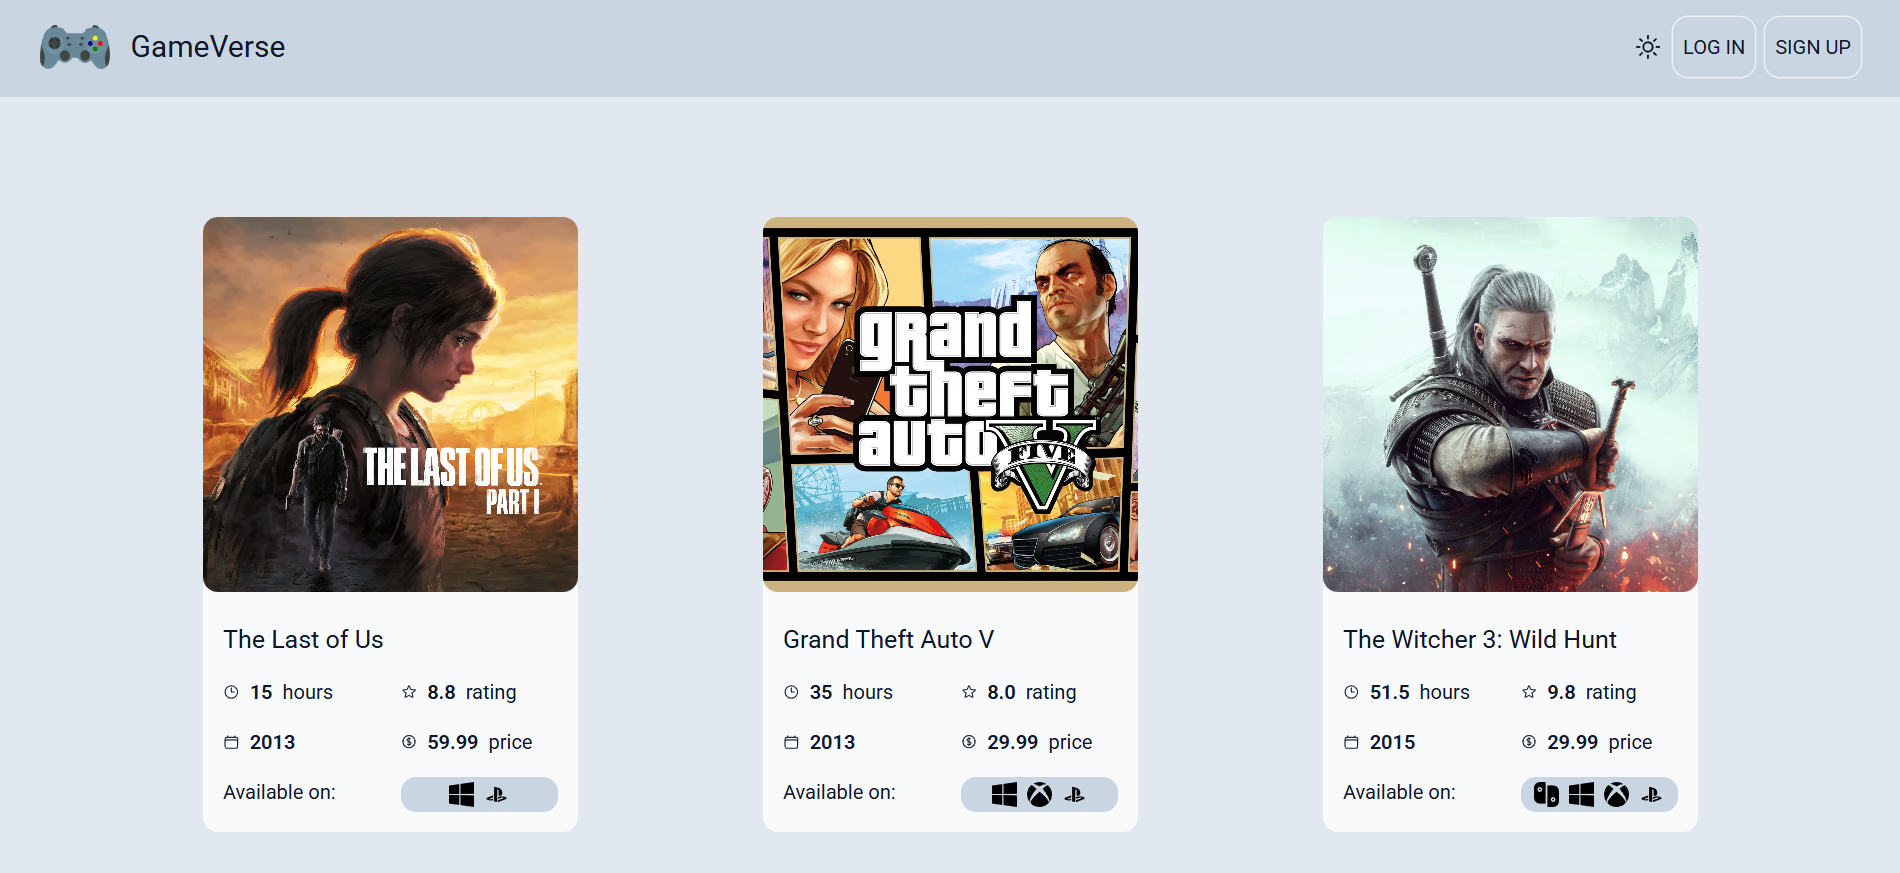 GameVerse
LOG IN
SIGN UP
THE LAST OF US
PART I
grand
theft
auto V
FIVE
The Last of Us
15 hours
8.8 rating
2013
59.99 price
Available on:
Grand Theft Auto V
35 hours
8.0 rating
2013
29.99 price
Available on:
The Witcher 3: Wild Hunt
51.5 hours
9.8 rating
2015
29.99 price
Available on: